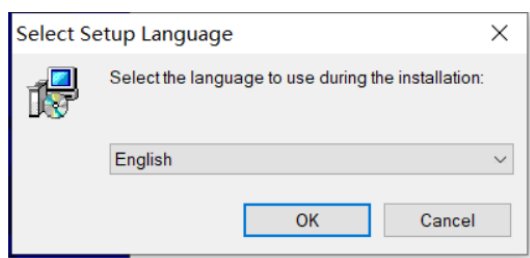 Select Setup Language
Select the language to use during the installation:
English
OK
Cancel